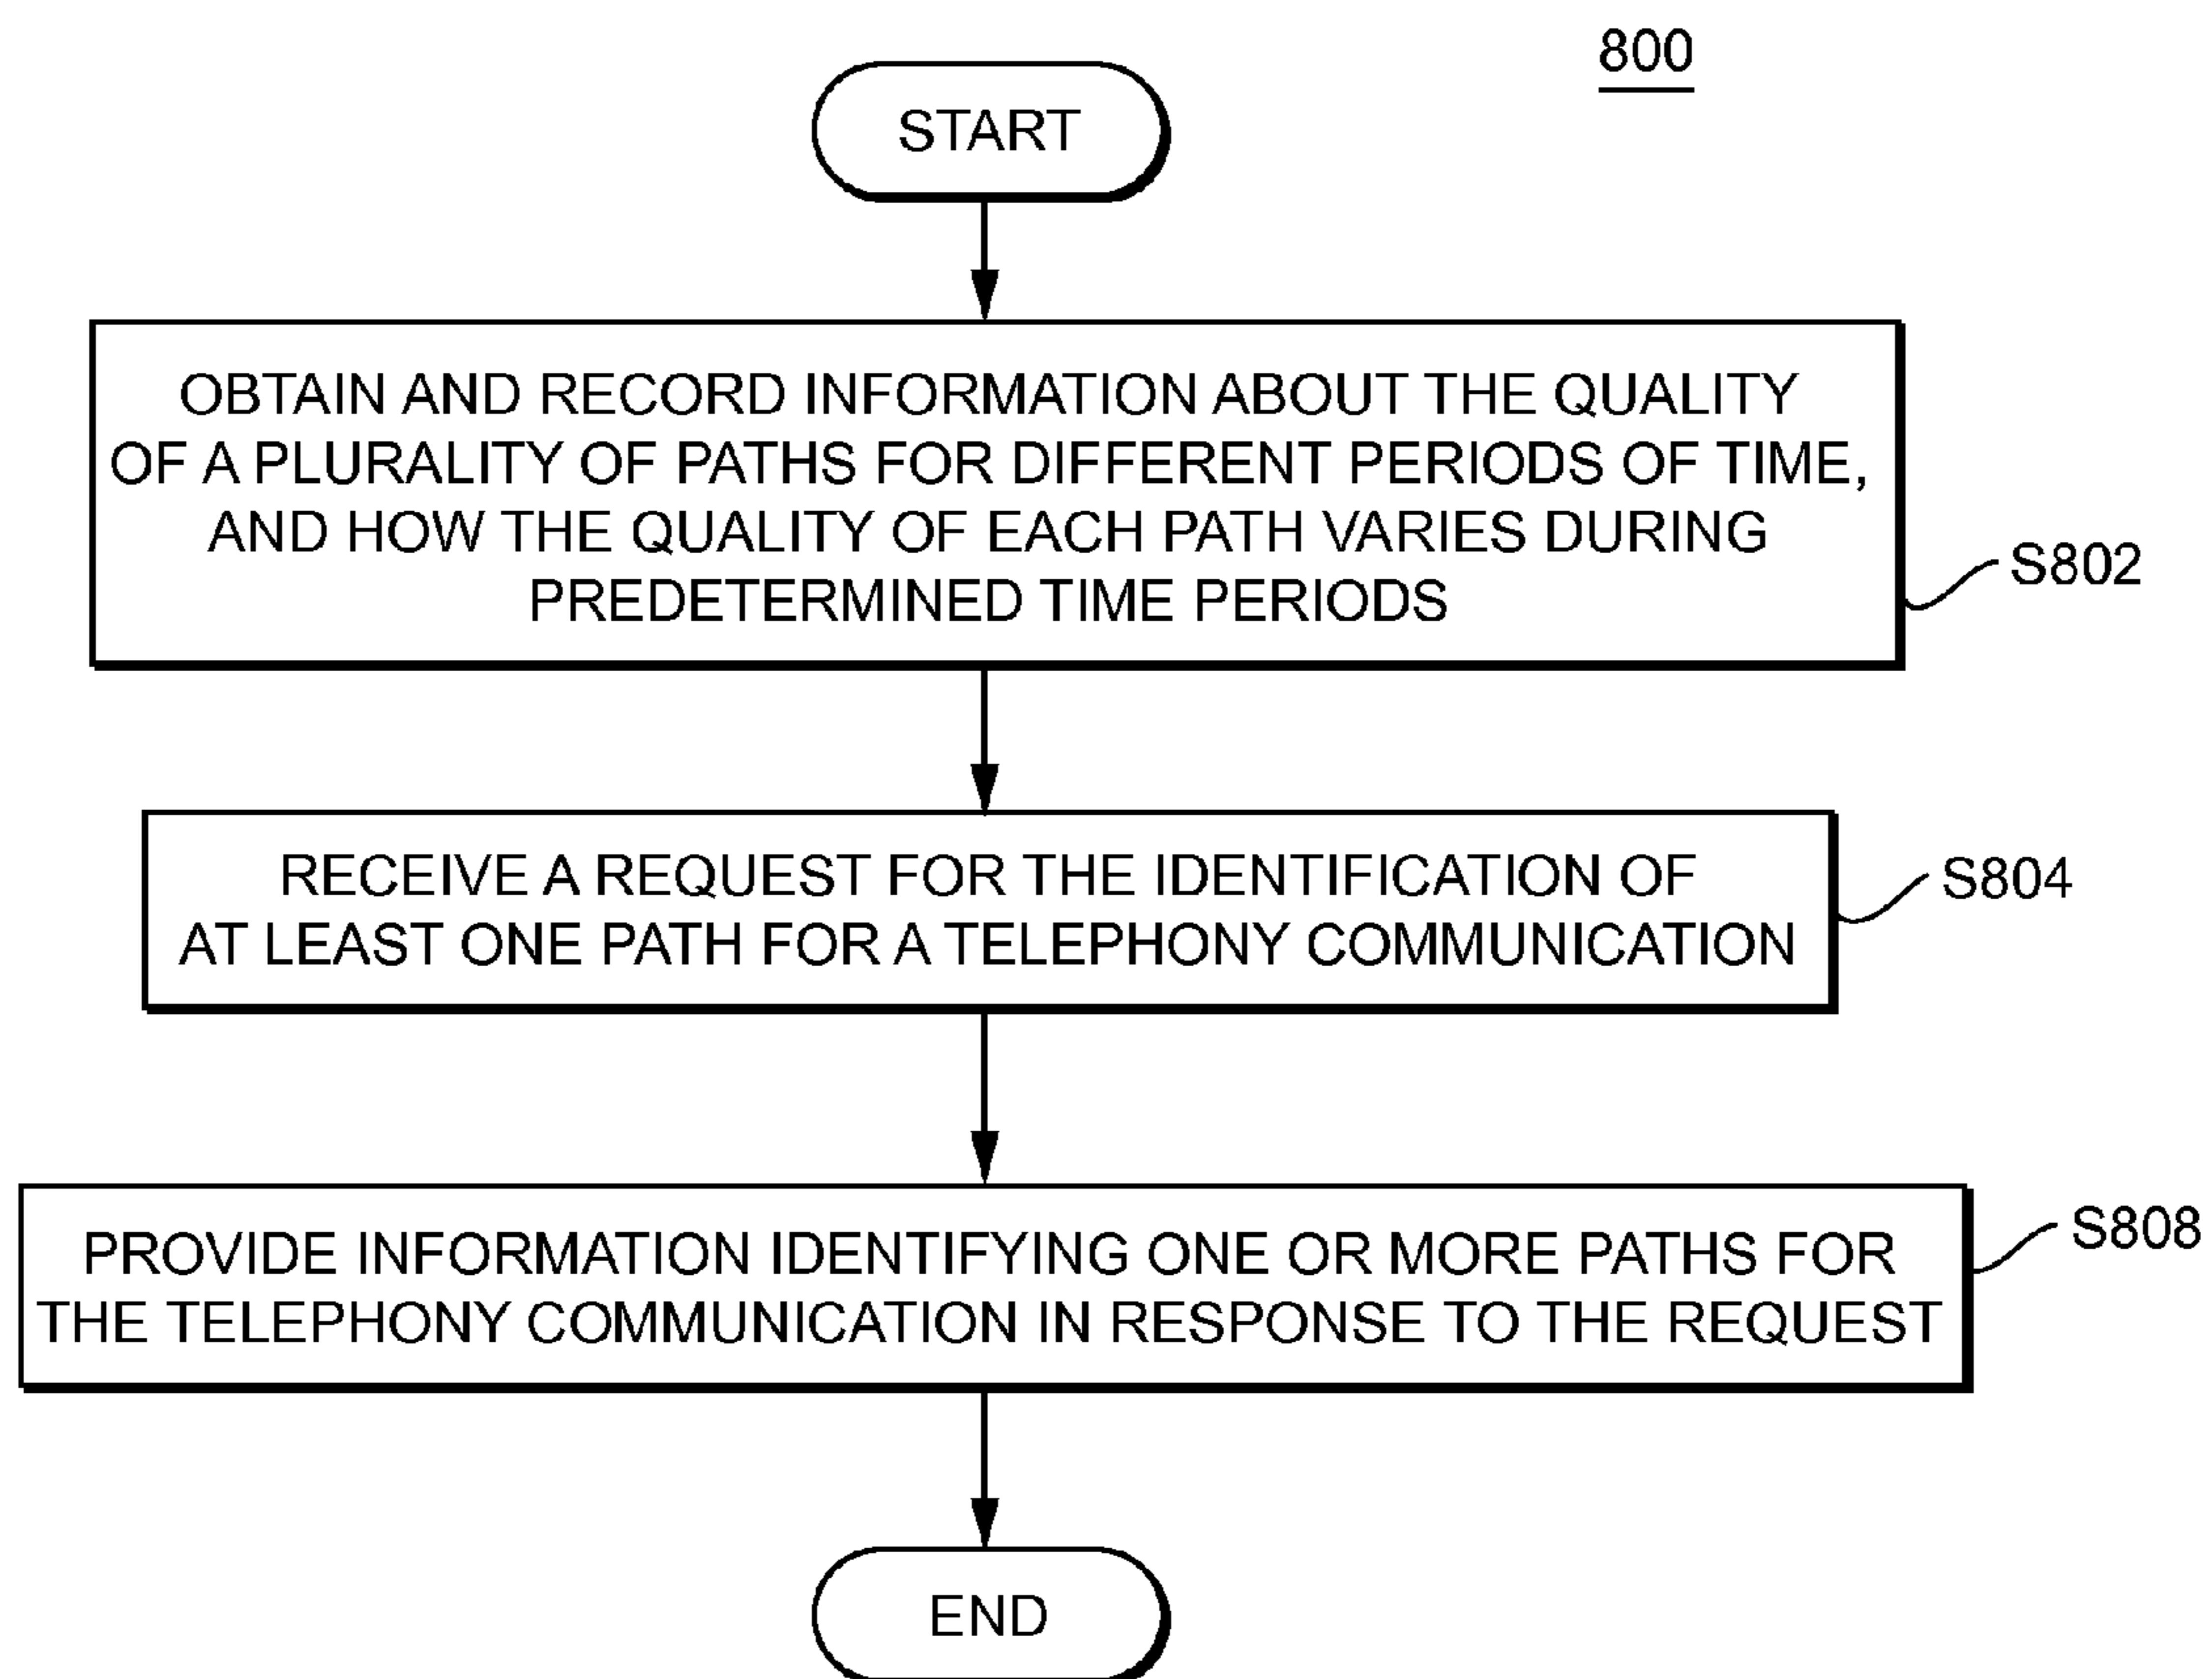 800
START
OBTAIN AND RECORD INFORMATION ABOUT THE QUALITY
OF A PLURALITY OF PATHS FOR DIFFERENT PERIODS OF TIME,
AND HOW THE QUALITY OF EACH PATH VARIES DURING
PREDETERMINED TIME PERIODS
S802
RECEIVE A REQUEST FOR THE IDENTIFICATION OF
AT LEAST ONE PATH FOR A TELEPHONY COMMUNICATION
S804
PROVIDE INFORMATION IDENTIFYING ONE OR MORE PATHS FOR
THE TELEPHONY COMMUNICATION IN RESPONSE TO THE REQUEST
S808
END